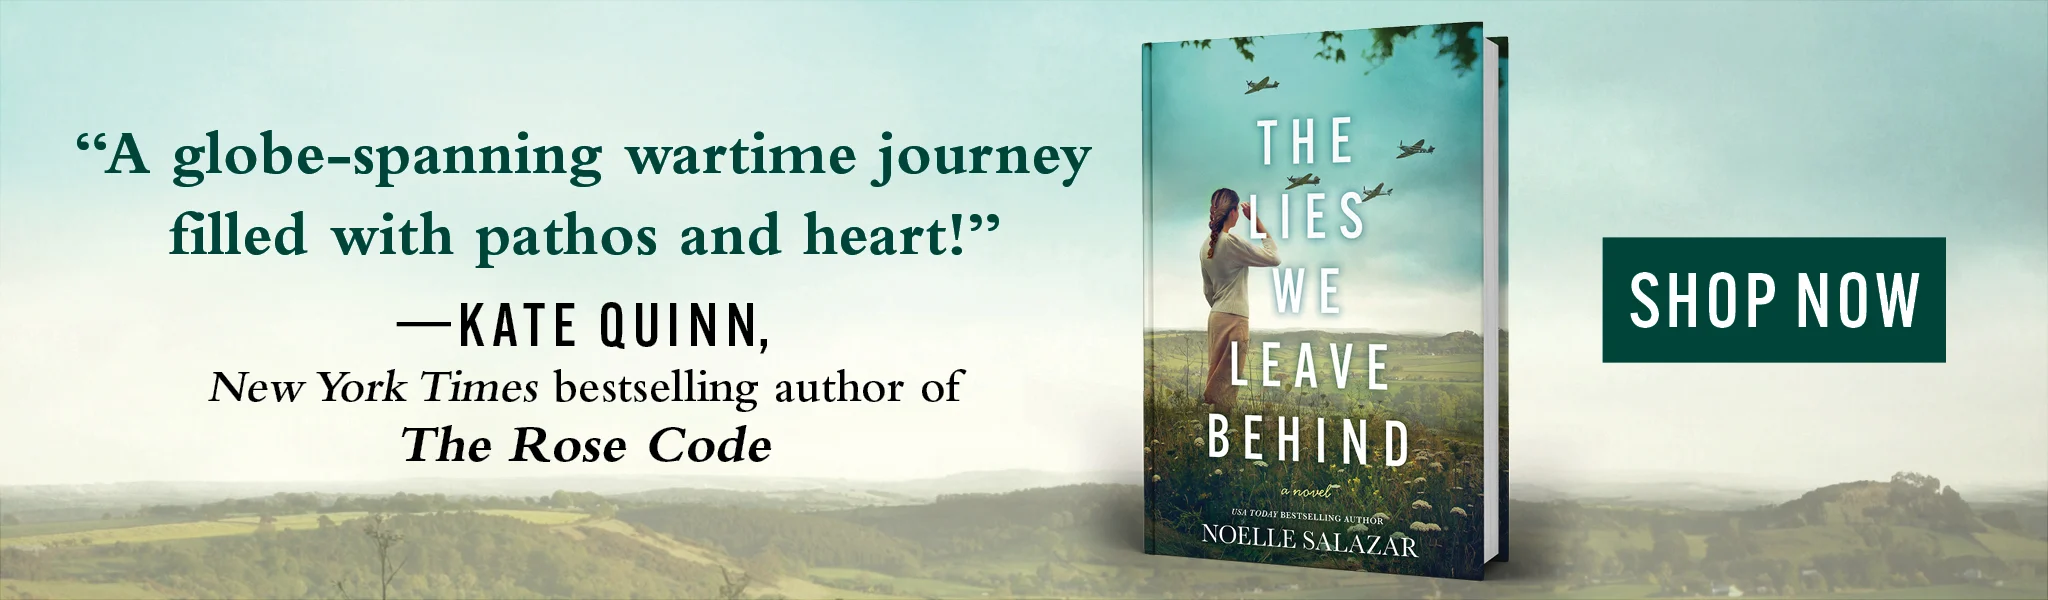 “A globe-spanning wartime journey
filled with pathos and heart!”
—KATE QUINN,
New York Times bestselling author of
The Rose Code
THE
LIES
WE
LEAVE
BEHIND
a novel
USA TODAY BESTSELLING AUTHOR
NOELLE SALAZAR
SHOP NOW